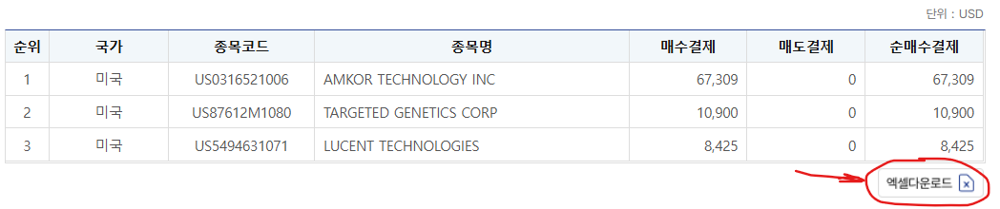 단위 : USD
순위 국가 종목코드 종목명 매수결제 매도결제 순매수결제
1 미국 US0316521006 AMKOR TECHNOLOGY INC 67,309 0 67,309
2 미국 US87612M1080 TARGETED GENETICS CORP 10,900 0 10,900
3 미국 US5494631071 LUCENT TECHNOLOGIES 8,425 0 8,425
엑셀다운로드